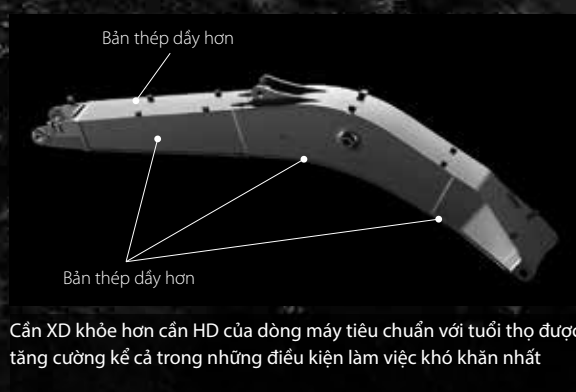 Bản thép dầy hơn
Bản thép dầy hơn
Cần XD khỏe hơn cần HD của dòng máy tiêu chuẩn với tuổi thọ được
tăng cường kể cả trong những điều kiện làm việc khó khăn nhất